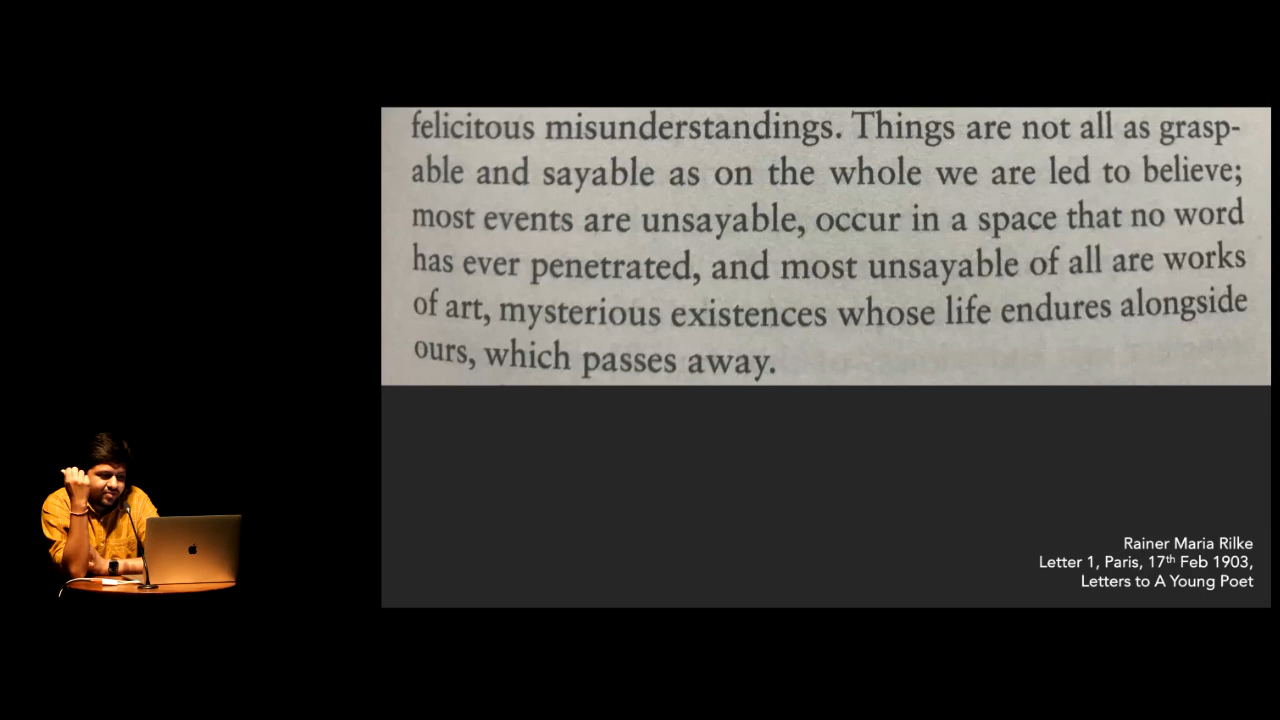 felicitous misunderstandings. Things are not all as grasp-
able and sayable as on the whole we are led to believe;
most events are unsayable, occur in a space that no word
has ever penetrated, and most unsayable of all are works
of art, mysterious existences whose life endures alongside
ours, which passes away.
Rainer Maria Rilke
Letter 1, Paris, 17th Feb 1903,
Letters to A Young Poet